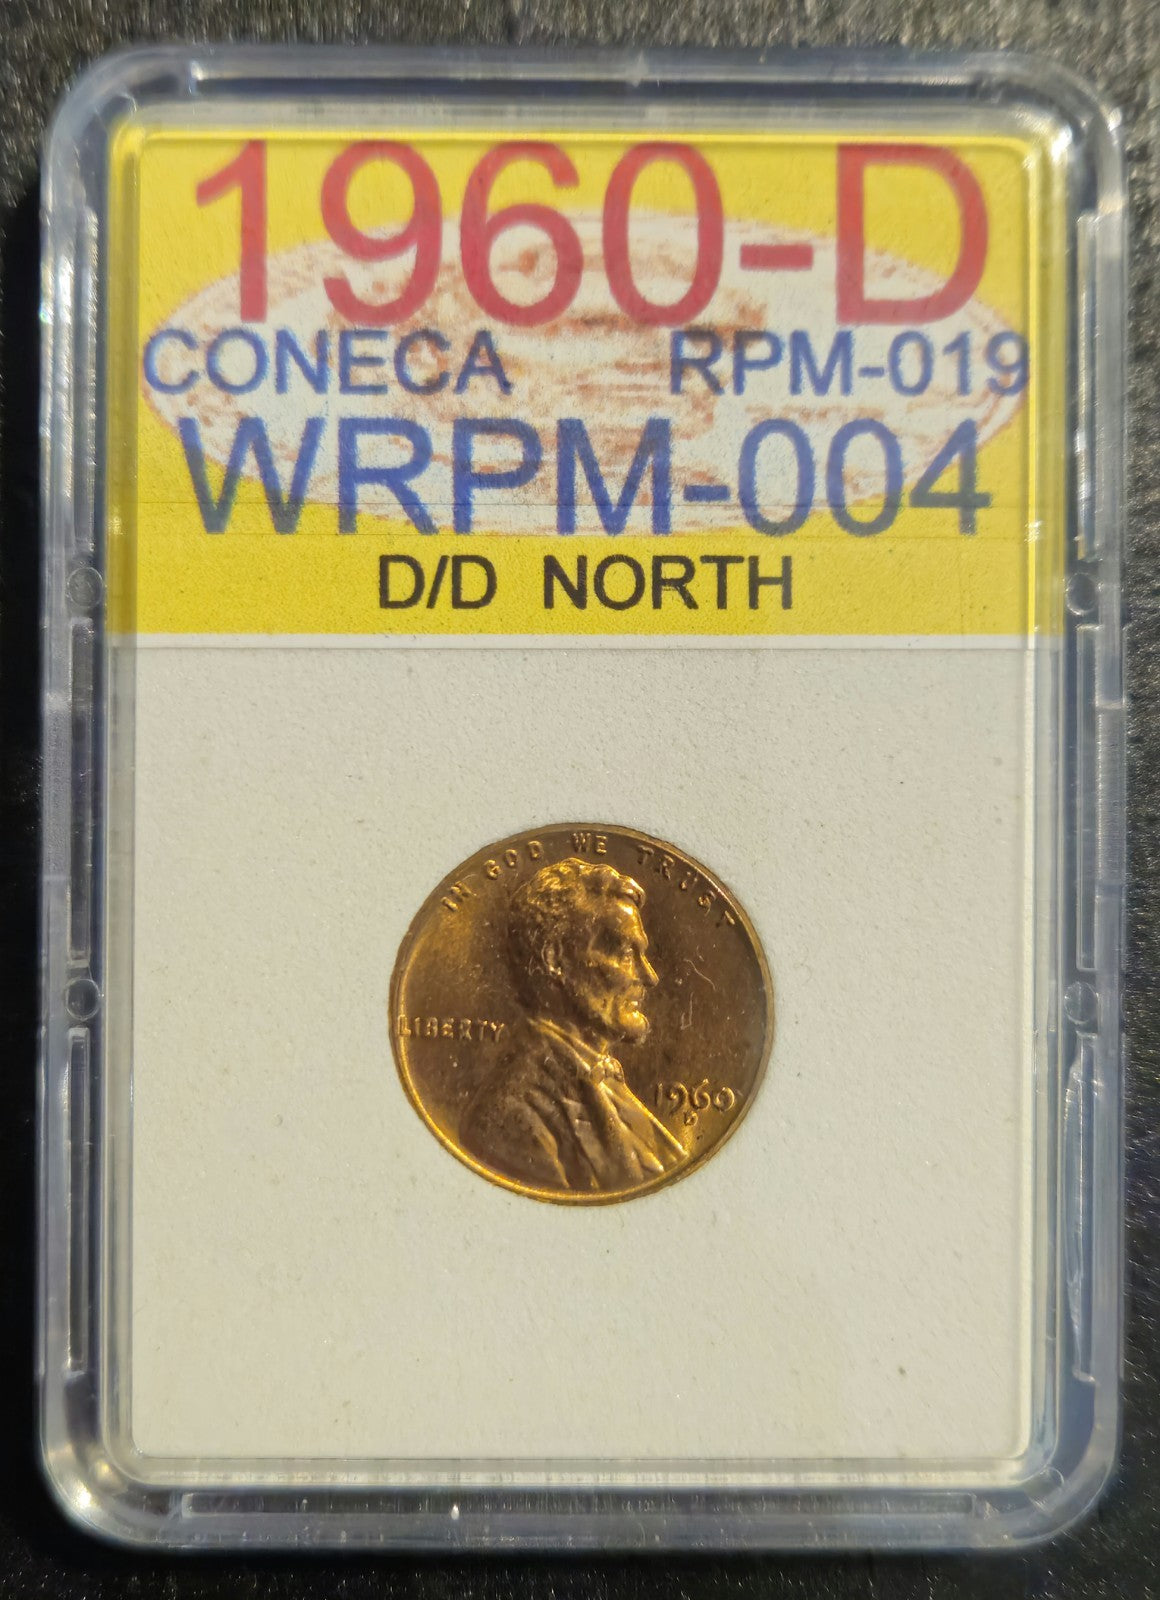 1960-D
CONECA RPM-019
WRPM-004
D/D NORTH
IN GOD WE TRUST
LIBERTY
1960
D